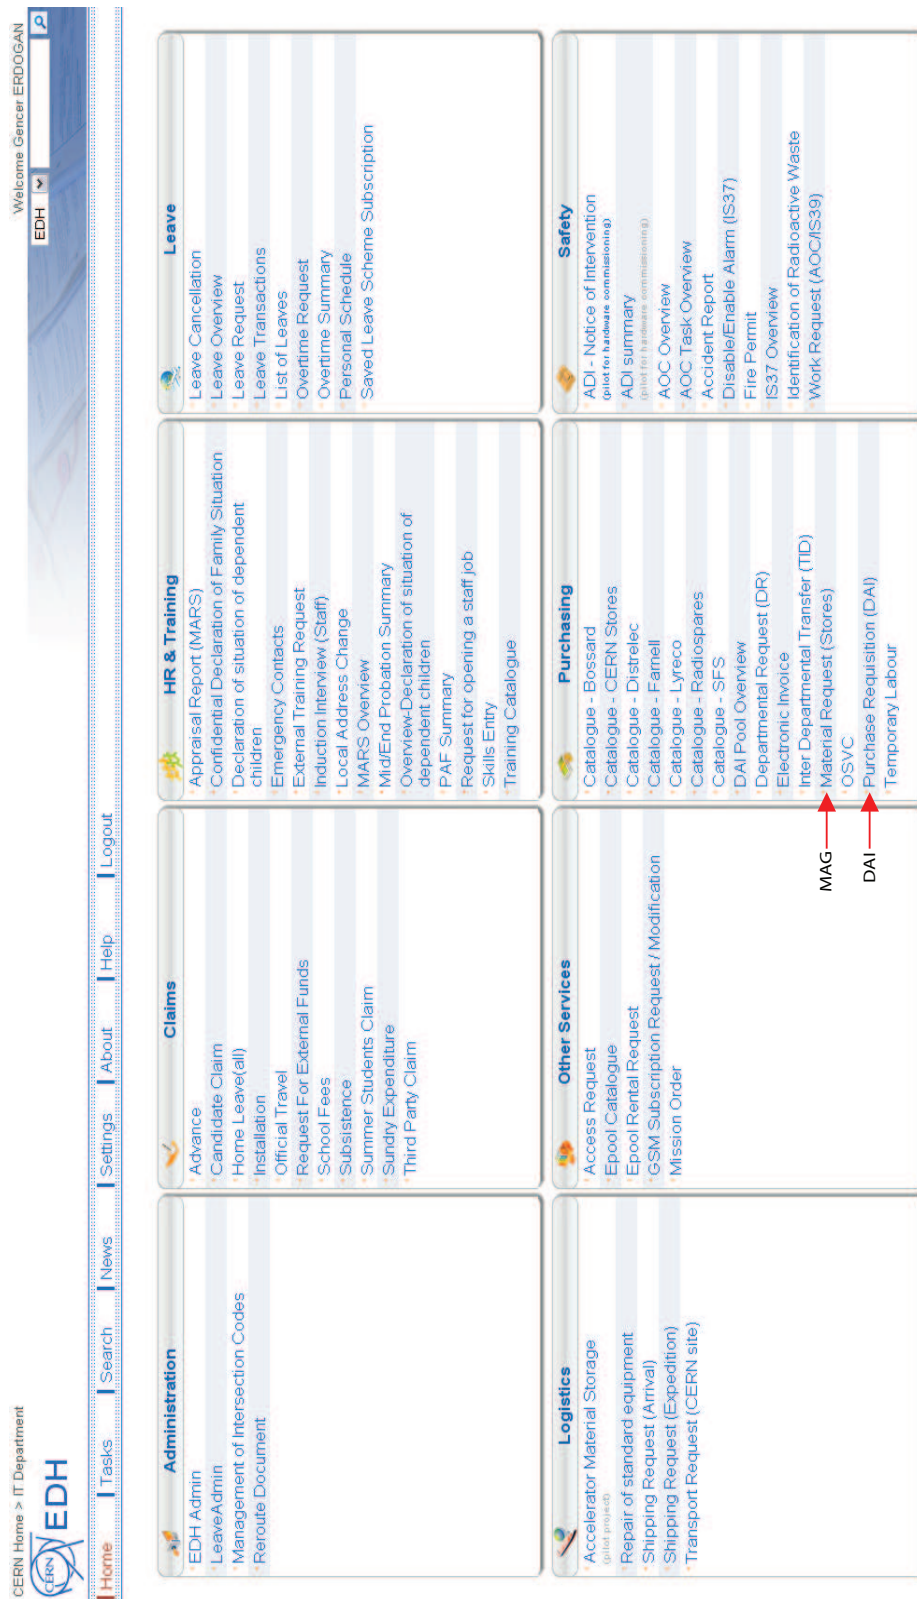 CERN Home > IT Department
Welcome Gencer ERDOGAN
CERN
EDH
EDH
Home
Tasks
Search
News
Settings
About
Help
Logout
Administration
EDH Admin
LeaveAdmin
Management of Intersection Codes
Reroute Document
Claims
Advance
Candidate Claim
Home Leave(all)
Installation
Official Travel
Request For External Funds
School Fees
Subsistence
Summer Students Claim
Sundry Expenditure
Third Party Claim
HR & Training
Appraisal Report (MARS)
Confidential Declaration of Family Situation
Declaration of situation of dependent
children
Emergency Contacts
External Training Request
Induction Interview (Staff)
Local Address Change
MARS Overview
Mid/End Probation Summary
Overview-Declaration of situation of
dependent children
PAF Summary
Request for opening a staff job
Skills Entry
Training Catalogue
Leave
Leave Cancellation
Leave Overview
Leave Request
Leave Transactions
List of Leaves
Overtime Request
Overtime Summary
Personal Schedule
Saved Leave Scheme Subscription
Logistics
Accelerator Material Storage
(pilot project)
Repair of standard equipment
Shipping Request (Arrival)
Shipping Request (Expedition)
Transport Request (CERN site)
Other Services
Access Request
Epool Catalogue
Epool Rental Request
GSM Subscription Request / Modification
Mission Order
Purchasing
Catalogue - Bossard
Catalogue - CERN Stores
Catalogue - Distrelec
Catalogue - Farnell
Catalogue - Lyreco
Catalogue - Radiospares
Catalogue - SFS
DAI Pool Overview
Departmental Request (DR)
Electronic Invoice
Inter Departmental Transfer (TID)
MAG
Material Request (Stores)
OSVC
DAI
Purchase Requisition (DAI)
Temporary Labour
Safety
ADI - Notice of Intervention
(pilot for hardware commissioning)
ADI summary
(pilot for hardware commissioning)
AOC Overview
AOC Task Overview
Accident Report
Disable/Enable Alarm (IS37)
Fire Permit
IS37 Overview
Identification of Radioactive Waste
Work Request (AOC/IS39)